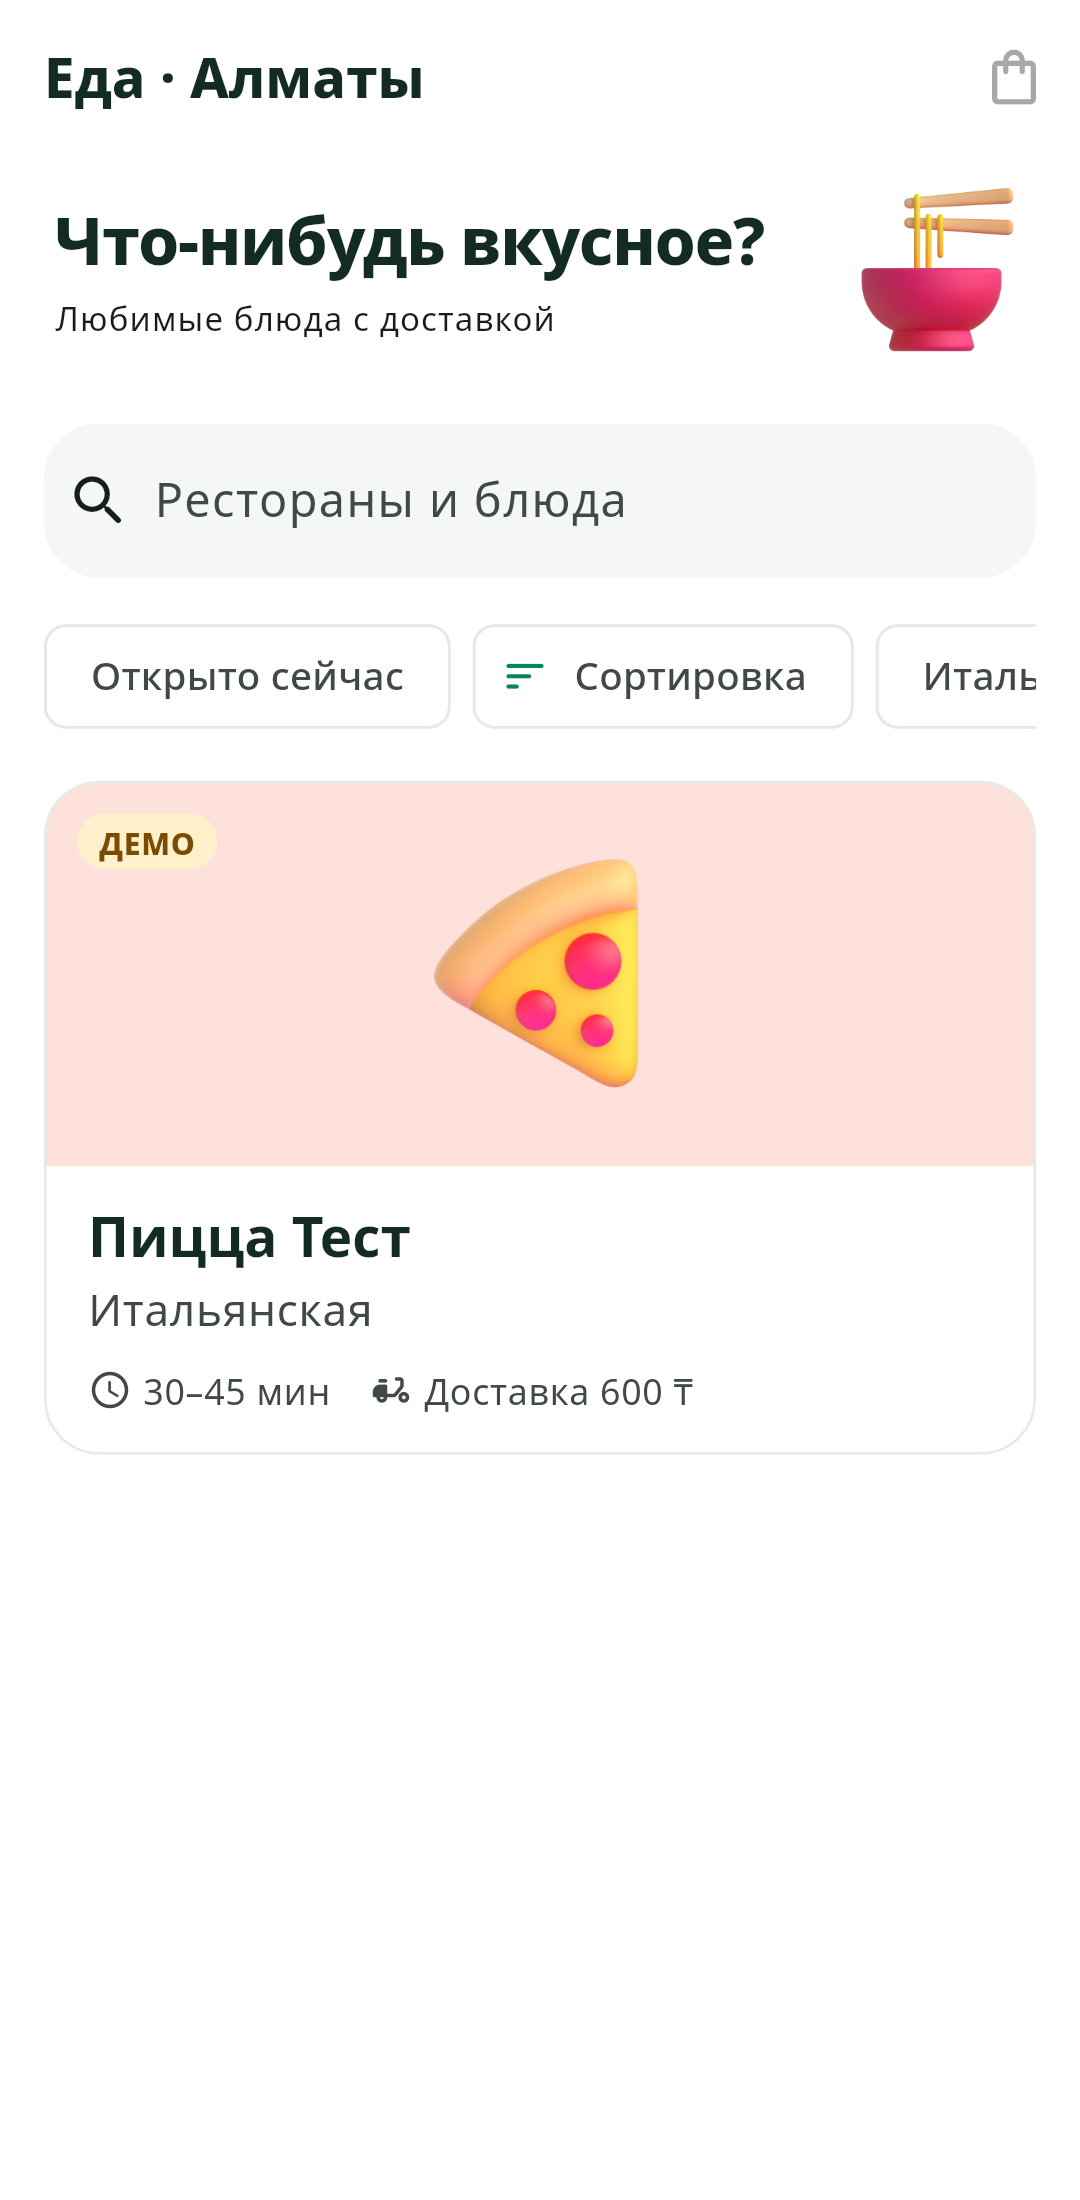 Еда · Алматы
Что-нибудь вкусное?
Любимые блюда с доставкой
Рестораны и блюда
Открыто сейчас
Сортировка
ДЕМО
Пицца Тест
Итальянская
30–45 мин Доставка 600 ₸